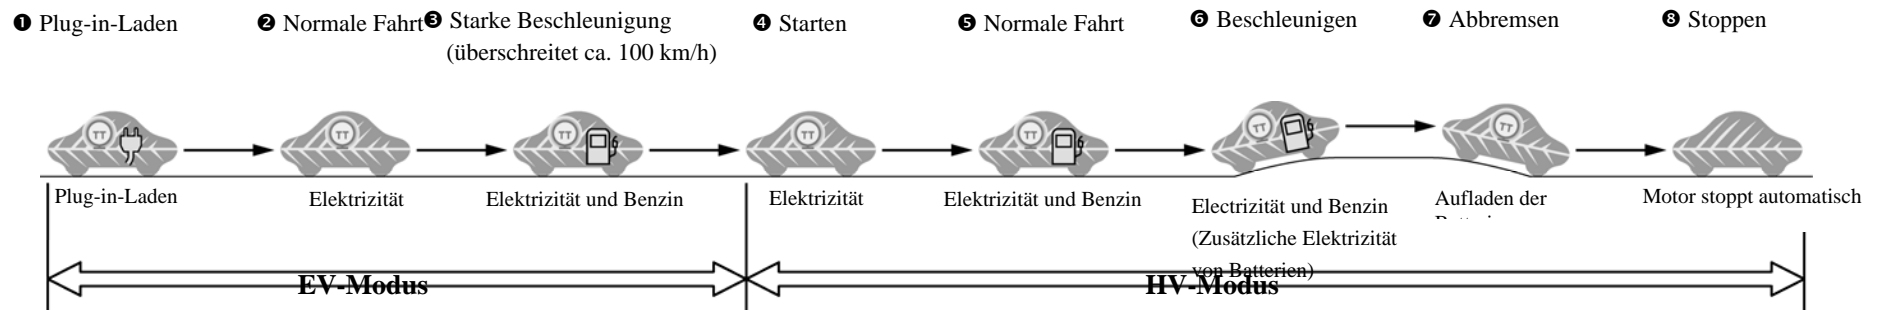 ❶ Plug-in-Laden
❷ Normale Fahrt
❸ Starke Beschleunigung
(überschreitet ca. 100 km/h)
❹ Starten
❺ Normale Fahrt
❻ Beschleunigen
❼ Abbremsen
❽ Stoppen
Plug-in-Laden
Elektrizität
Elektrizität und Benzin
Elektrizität
Elektrizität und Benzin
Electrizität und Benzin
(Zusätzliche Elektrizität
von Batterien)
Aufladen der
Motor stoppt automatisch
EV-Modus
HV-Modus